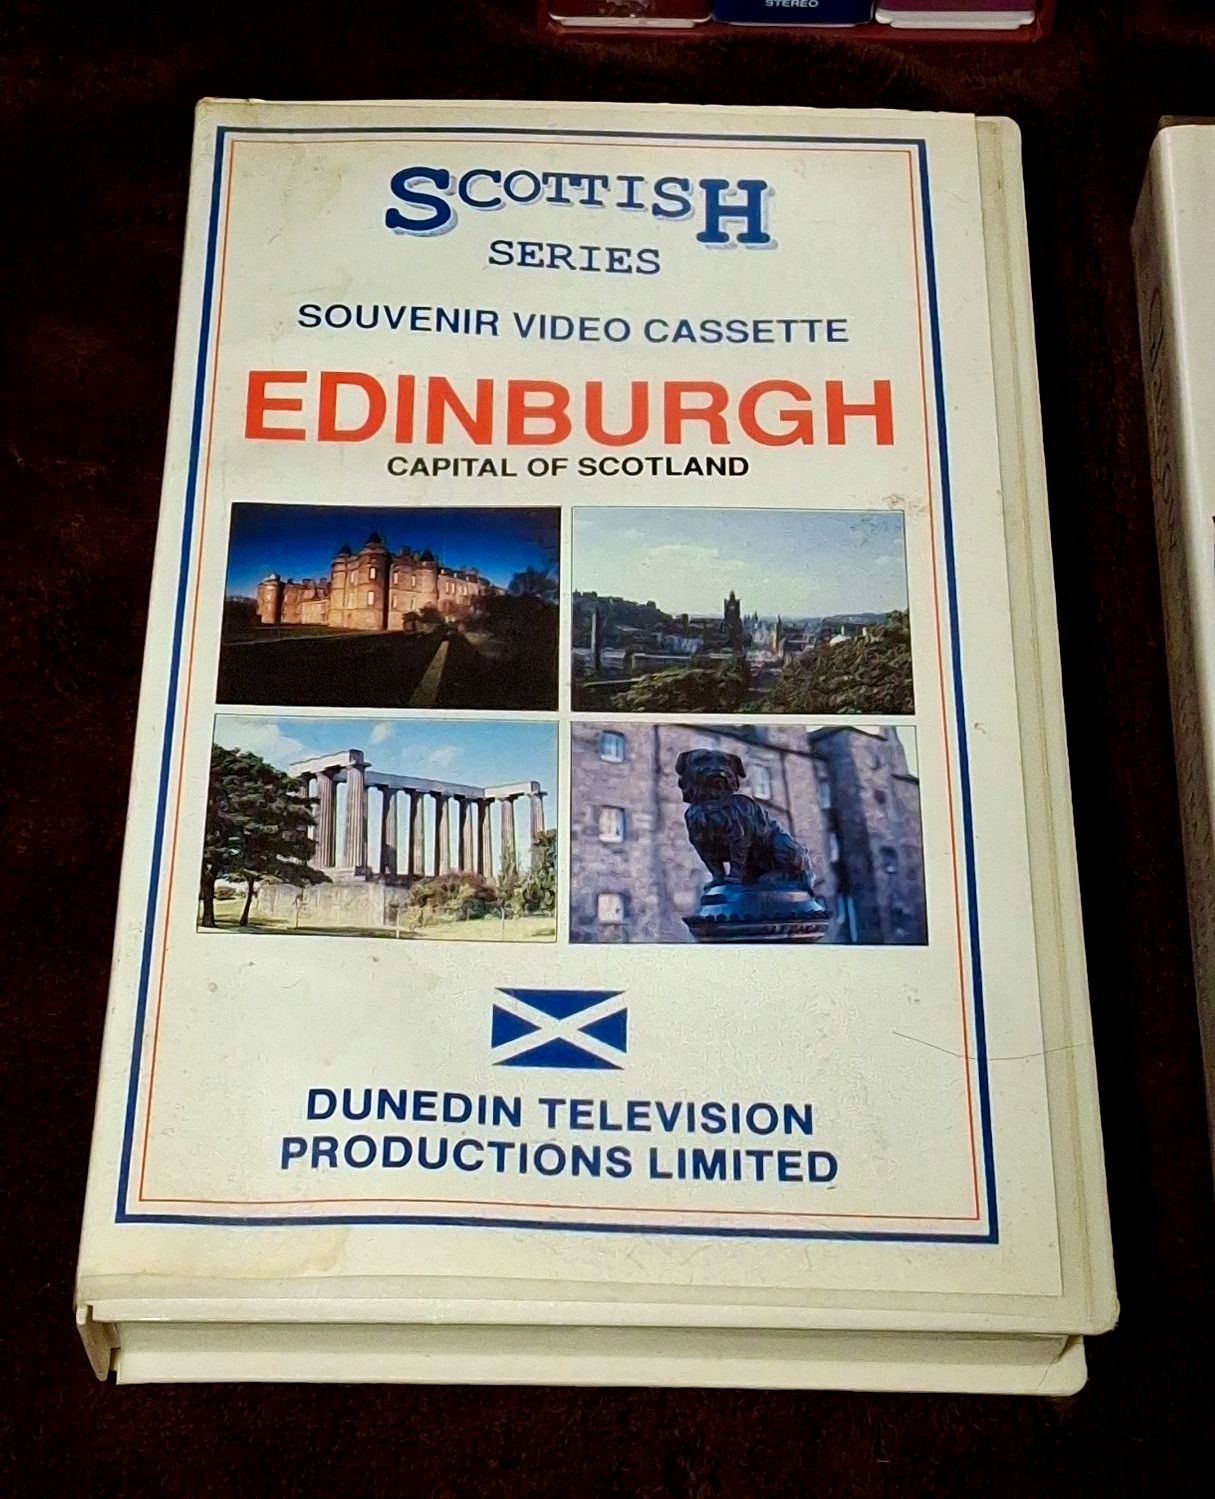 STEREO
SCOTTISH
SERIES
SOUVENIR VIDEO CASSETTE
EDINBURGH
CAPITAL OF SCOTLAND
DUNEDIN TELEVISION
PRODUCTIONS LIMITED